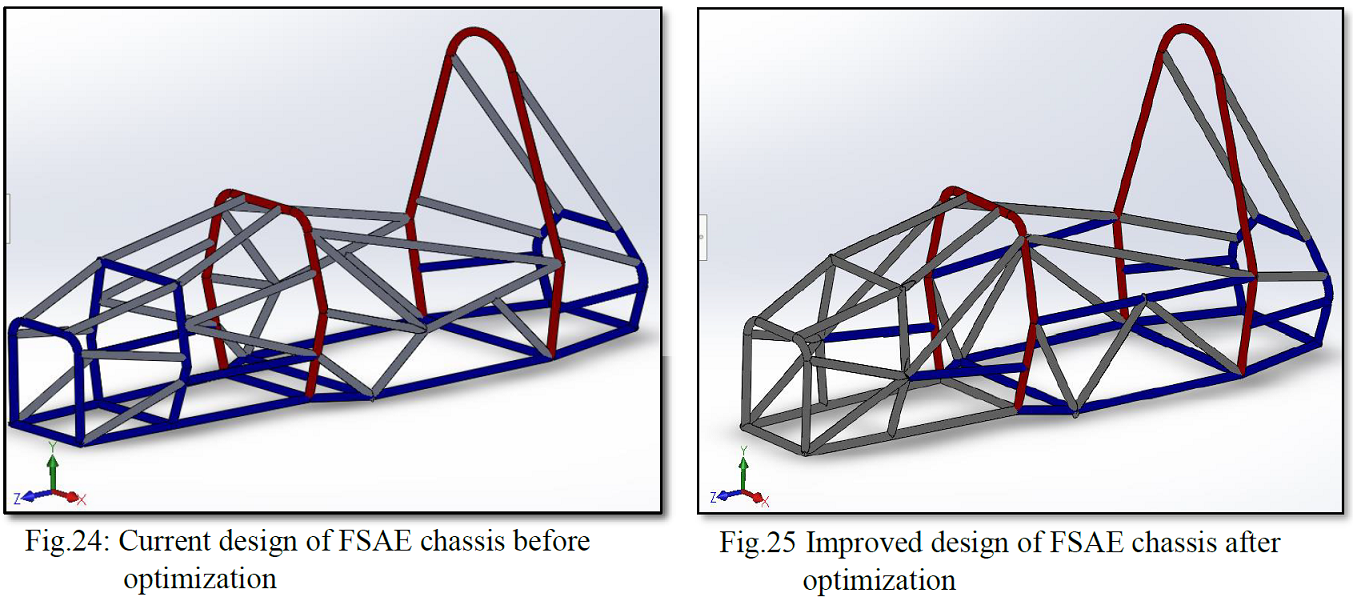 Y
Z
X
Y
Z
X
Fig.24: Current design of FSAE chassis before
optimization
Fig.25 Improved design of FSAE chassis after
optimization